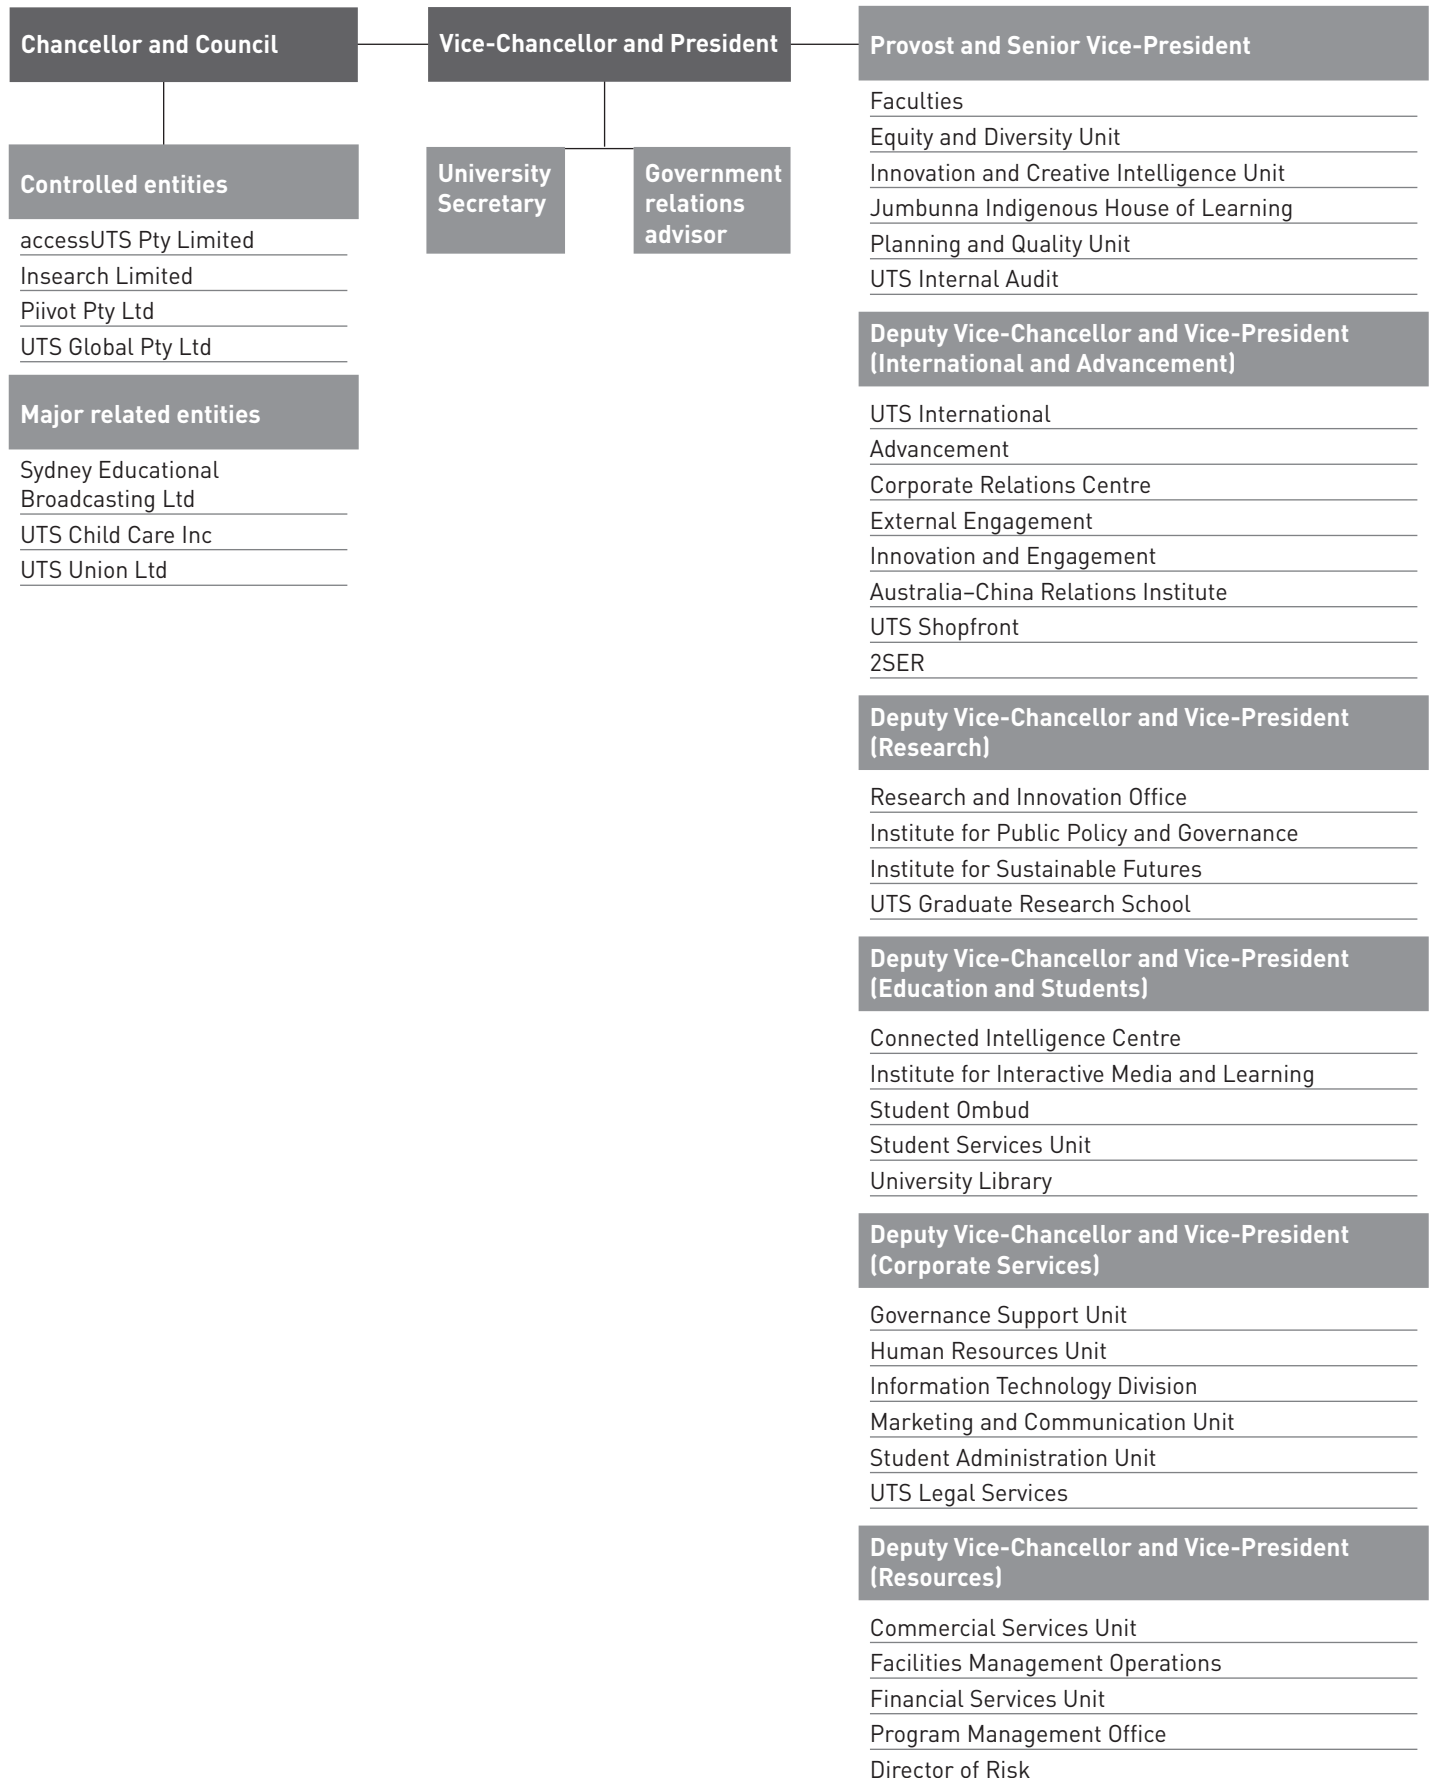 Chancellor and Council
Controlled entities
accessUTS Pty Limited
Insearch Limited
Piivot Pty Ltd
UTS Global Pty Ltd
Major related entities
Sydney Educational
Broadcasting Ltd
UTS Child Care Inc
UTS Union Ltd
Vice-Chancellor and President
University
Secretary
Government
relations
advisor
Provost and Senior Vice-President
Faculties
Equity and Diversity Unit
Innovation and Creative Intelligence Unit
Jumbunna Indigenous House of Learning
Planning and Quality Unit
UTS Internal Audit
Deputy Vice-Chancellor and Vice-President
(International and Advancement)
UTS International
Advancement
Corporate Relations Centre
External Engagement
Innovation and Engagement
Australia–China Relations Institute
UTS Shopfront
2SER
Deputy Vice-Chancellor and Vice-President
(Research)
Research and Innovation Office
Institute for Public Policy and Governance
Institute for Sustainable Futures
UTS Graduate Research School
Deputy Vice-Chancellor and Vice-President
(Education and Students)
Connected Intelligence Centre
Institute for Interactive Media and Learning
Student Ombud
Student Services Unit
University Library
Deputy Vice-Chancellor and Vice-President
(Corporate Services)
Governance Support Unit
Human Resources Unit
Information Technology Division
Marketing and Communication Unit
Student Administration Unit
UTS Legal Services
Deputy Vice-Chancellor and Vice-President
(Resources)
Commercial Services Unit
Facilities Management Operations
Financial Services Unit
Program Management Office
Director of Risk